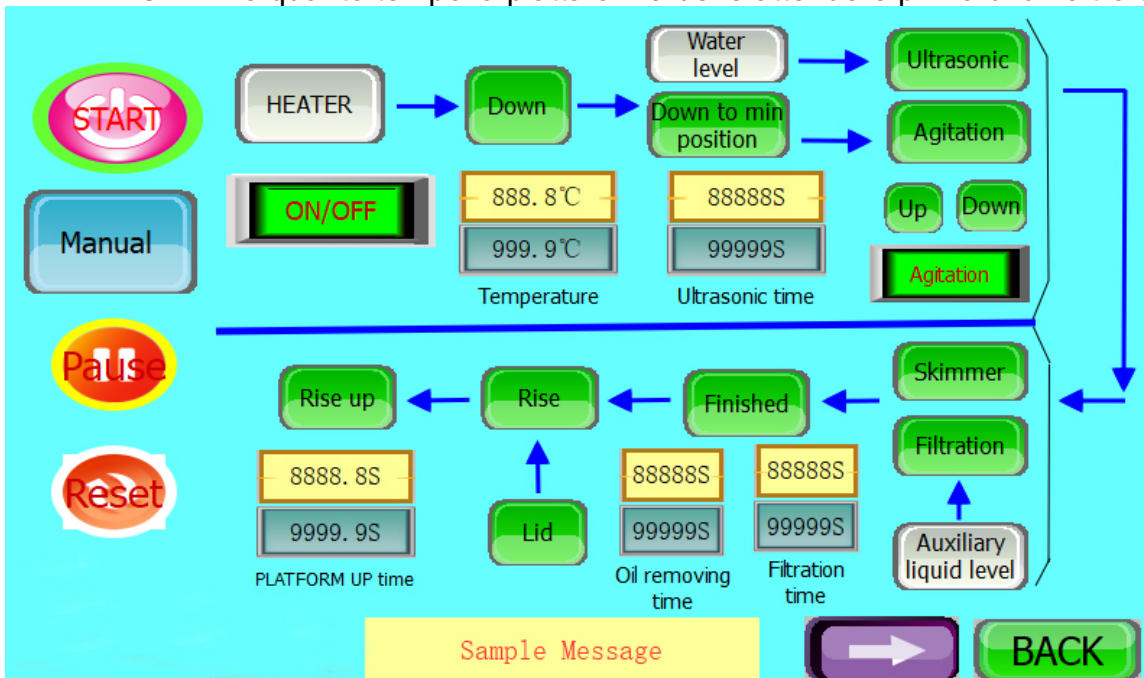 START
HEATER
Down
Water
level
Down to min
position
Ultrasonic
Agitation
Manual
ON/OFF
888.8℃
999.9℃
Temperature
88888S
99999S
Ultrasonic time
Up
Down
Agitation
Pause
Rise up
Rise
Finished
Skimmer
Filtration
Reset
8888.8S
9999.9S
PLATFORM UP time
Lid
88888S
99999S
Oil removing
time
88888S
99999S
Filtration
time
Auxiliary
liquid level
Sample Message
BACK